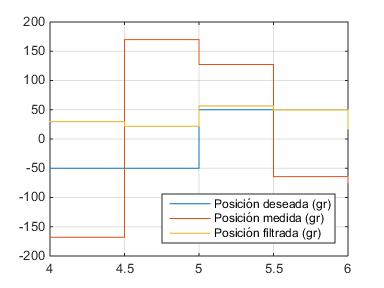 200
150
100
50
0
-50
-100
-150
-200
4 4.5 5 5.5 6
Posición deseada (gr)
Posición medida (gr)
Posición filtrada (gr)